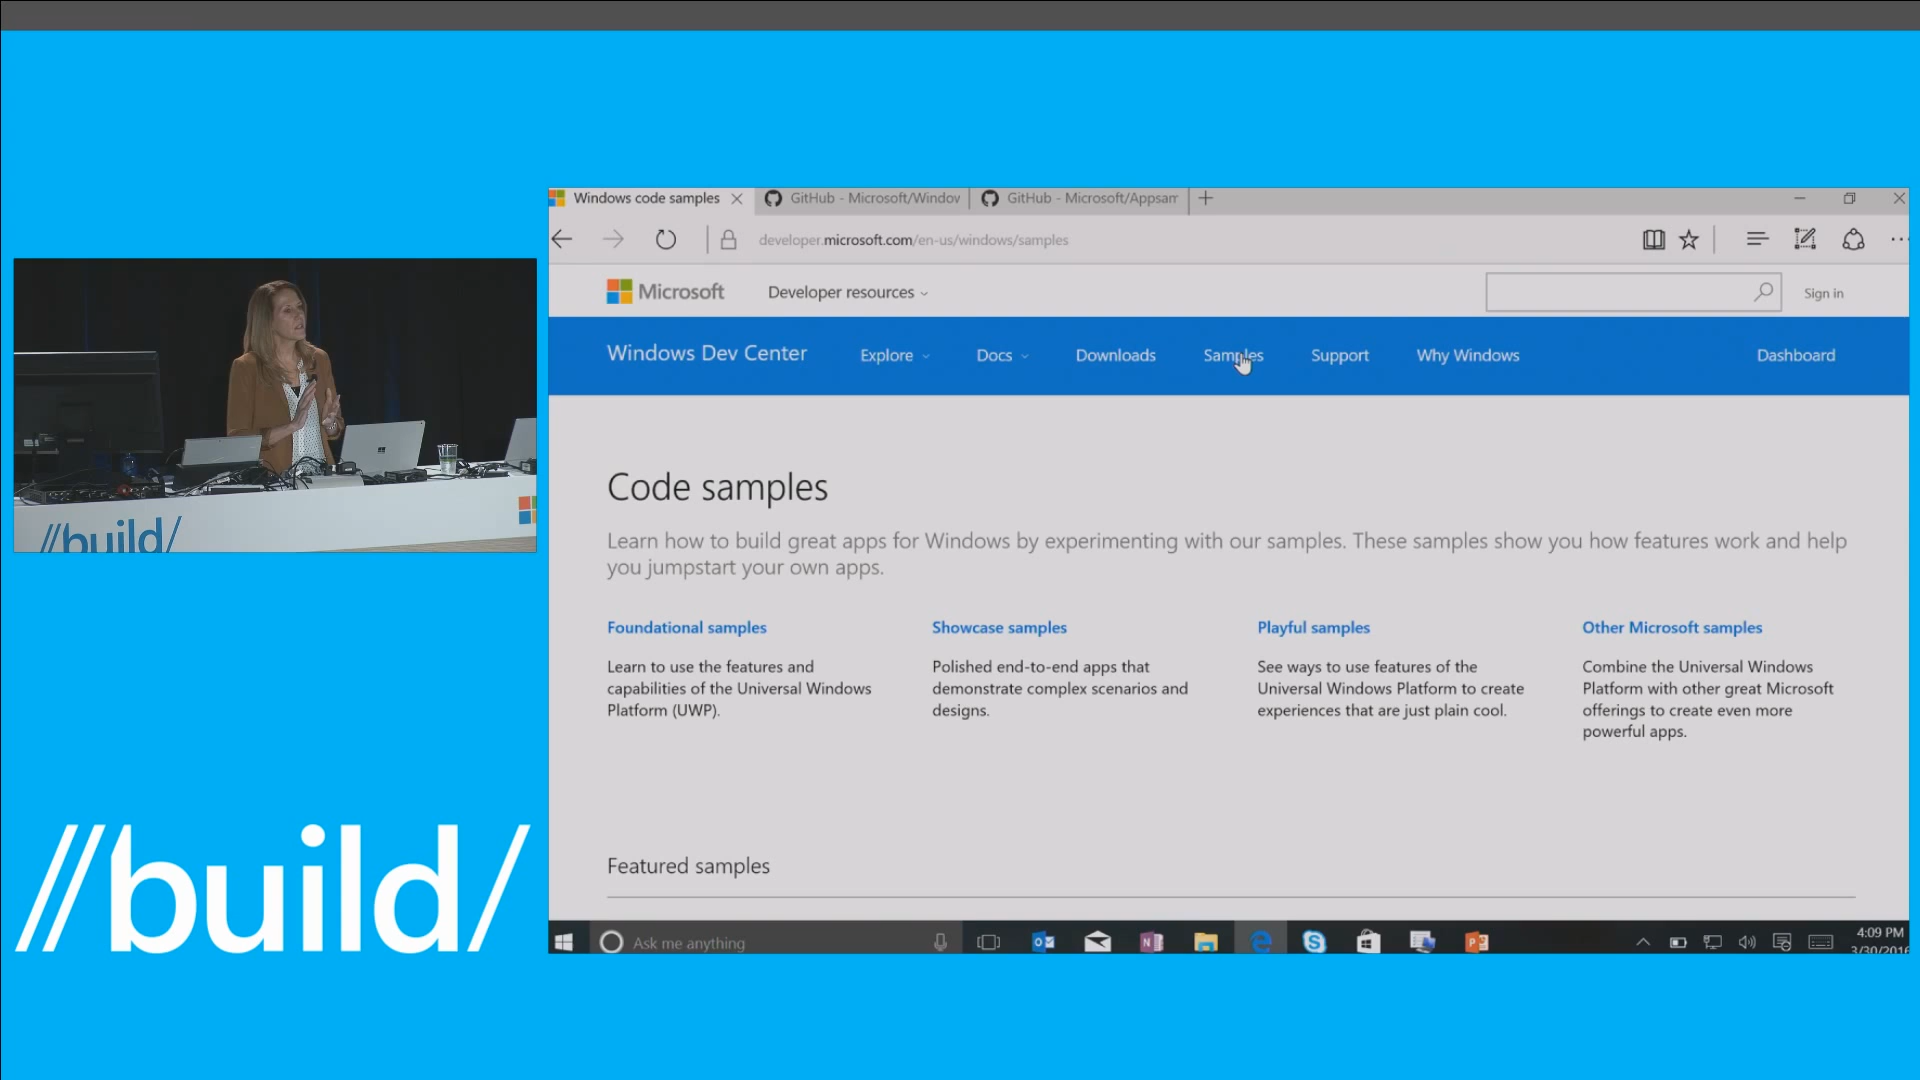 Windows code samples
GitHub - Microsoft/Window
GitHub - Microsoft/Appsam
developer.microsoft.com/en-us/windows/samples
Microsoft
Developer resources
Sign in
Windows Dev Center
Explore
Docs
Downloads
Samples
Support
Why Windows
Dashboard
Code samples
Learn how to build great apps for Windows by experimenting with our samples. These samples show you how features work and help
you jumpstart your own apps.
Foundational samples
Learn to use the features and
capabilities of the Universal Windows
Platform (UWP).
Showcase samples
Polished end-to-end apps that
demonstrate complex scenarios and
designs.
Playful samples
See ways to use features of the
Universal Windows Platform to create
experiences that are just plain cool.
Other Microsoft samples
Combine the Universal Windows
Platform with other great Microsoft
offerings to create even more
powerful apps.
Featured samples
Ask me anything
4:09 PM
3/30/2016
//build/
//build/